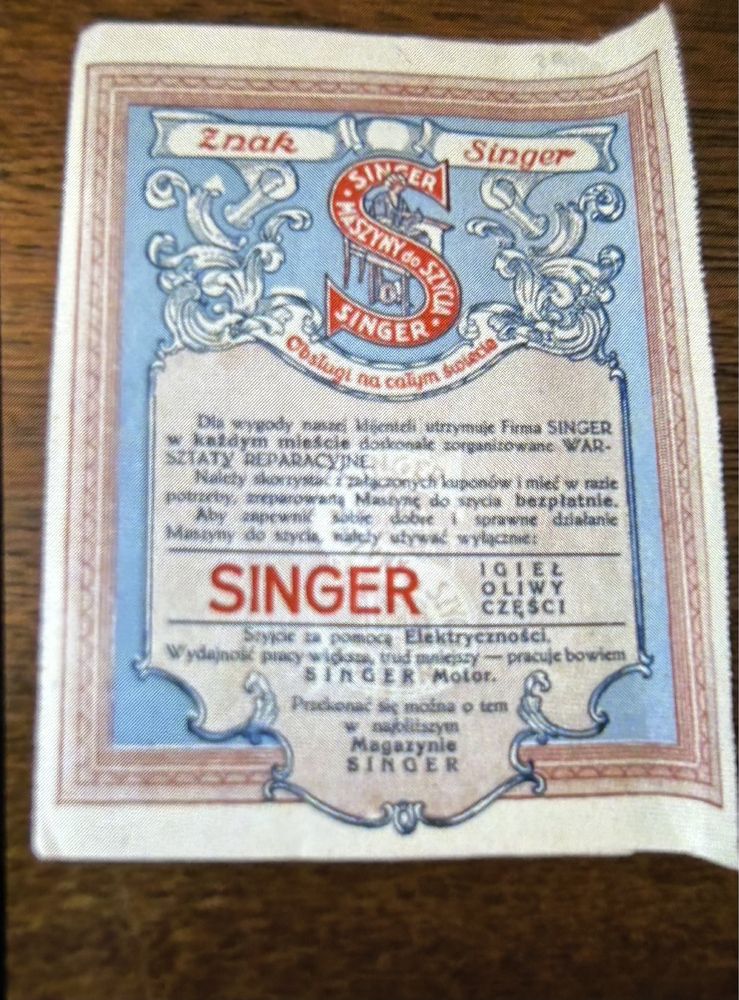 Znak Singer
SINGER
MASZYNY do SZYCIA
SINGER
Obsługi na całym świecie
Dla wygody naszej klijenteli utrzymuje Firma SINGER
w każdym mieście doskonale zorganizowane WAR-
SZTATY REPARACYJNE.
Należy skorzystać z załączonych kuponów i mieć w razie
potrzeby, zreparowaną Maszynę do szycia bezpłatnie.
Aby zapewnić sobie dobre i sprawne działanie
Maszyny do szycia, należy używać wyłącznie:
SINGER
IGIEŁ
OLIWY
CZĘŚCI
Szyjcie za pomocą Elektryczności.
Wydajność pracy większa, trud mniejszy — pracuje bowiem
SINGER Motor.
Przekonać się można o tem
w najbliższym
Magazynie
SINGER